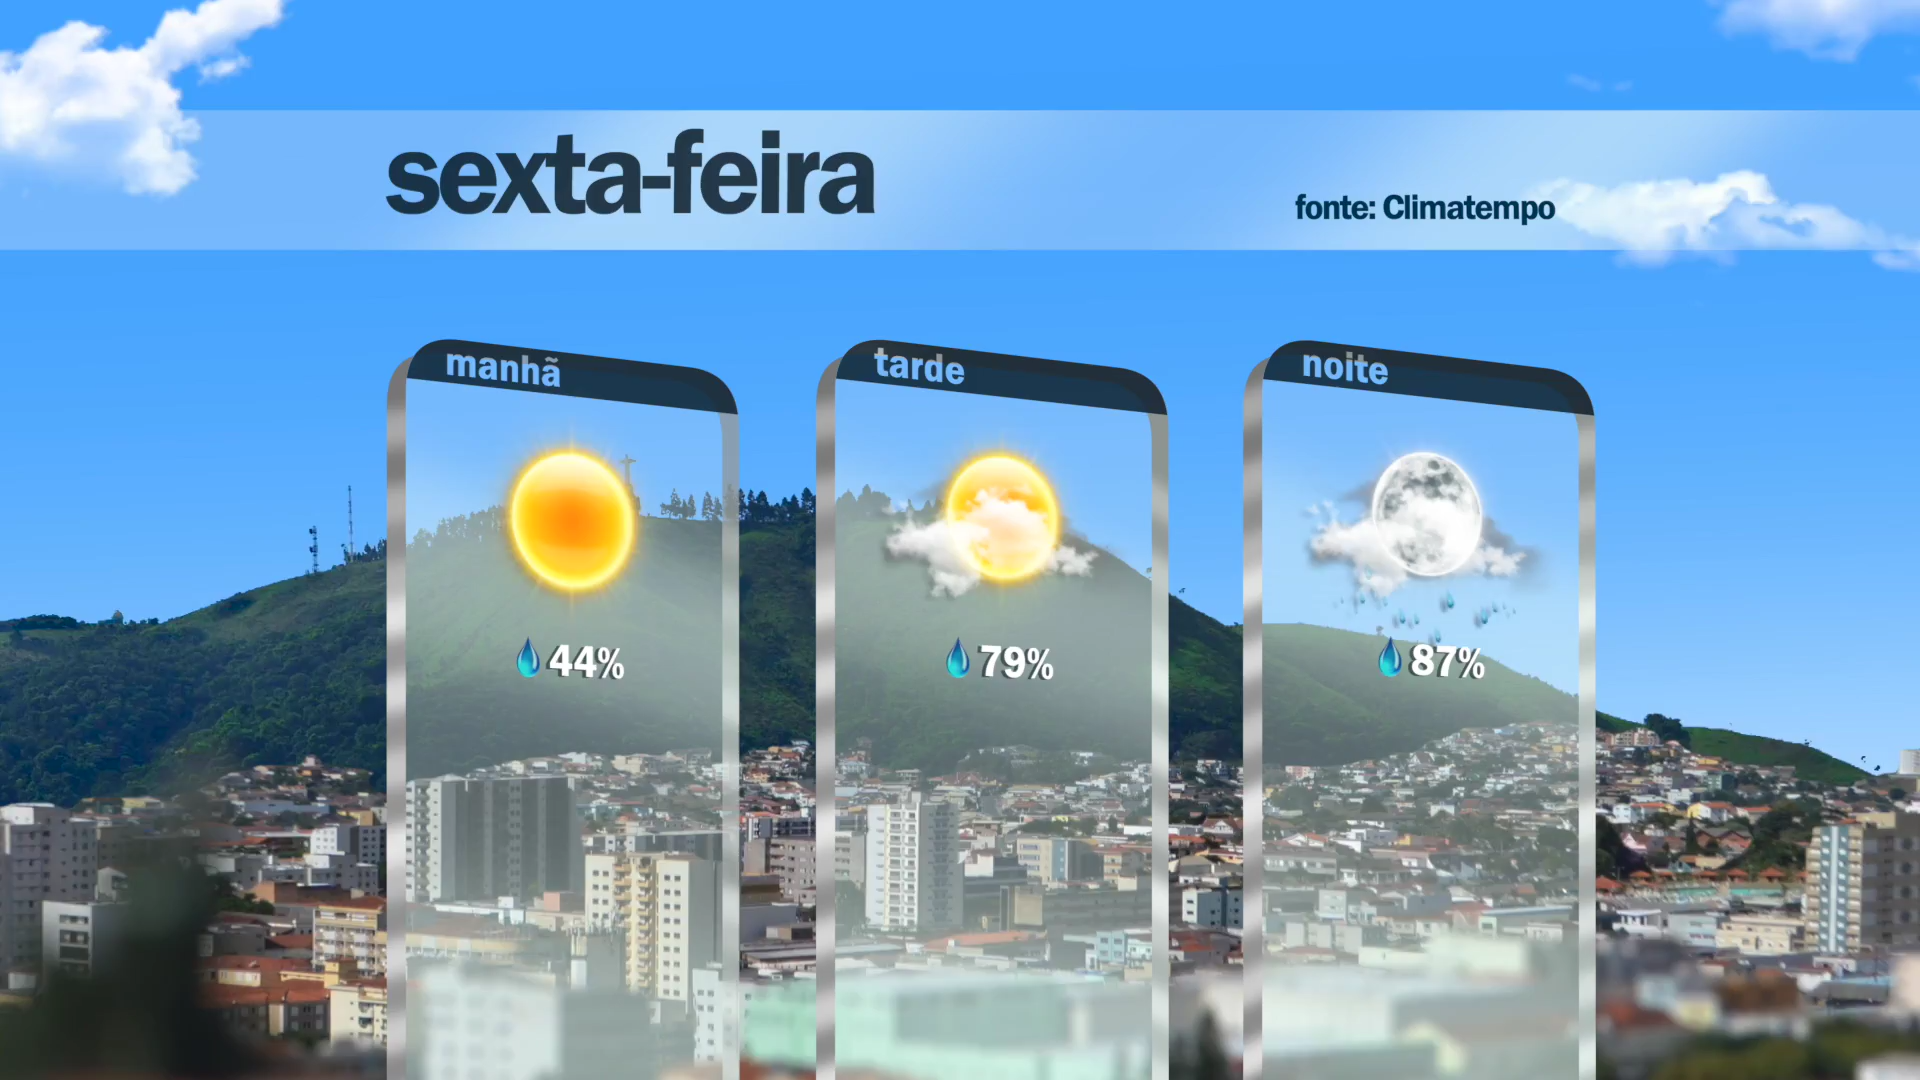 sexta-feira
fonte: Climatempo
manhã
tarde
noite
44%
79%
87%